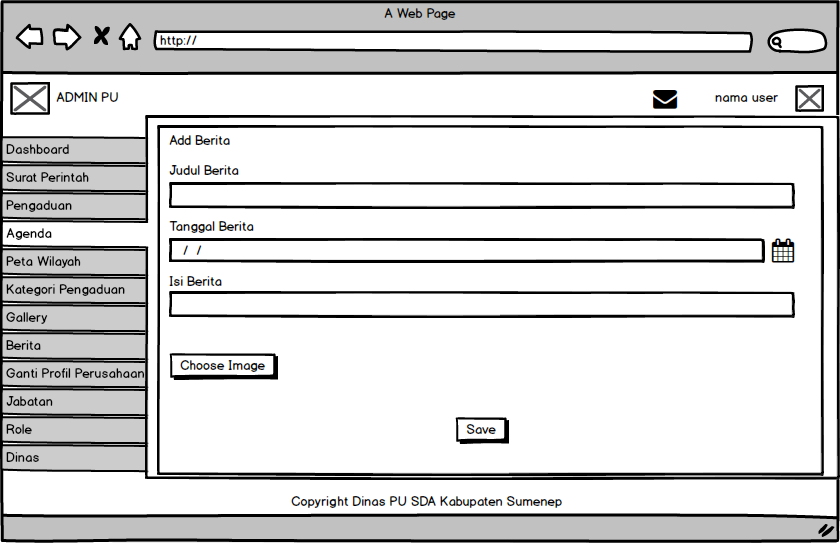 A Web Page
http://
ADMIN PU
nama user
Dashboard
Surat Perintah
Pengaduan
Agenda
Peta Wilayah
Kategori Pengaduan
Gallery
Berita
Ganti Profil Perusahaan
Jabatan
Role
Dinas
Add Berita
Judul Berita
Tanggal Berita
/ /
Isi Berita
Choose Image
Save
Copyright Dinas PU SDA Kabupaten Sumenep